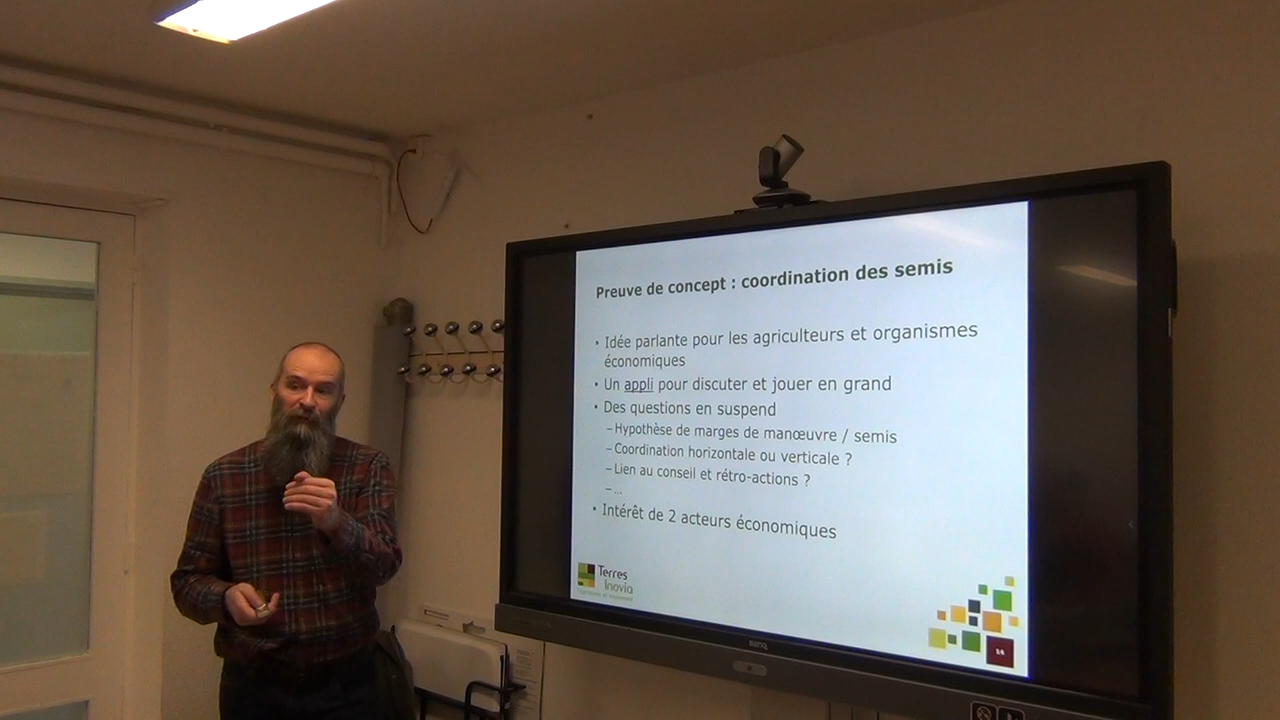 Preuve de concept : coordination des semis
• Idée parlante pour les agriculteurs et organismes
économiques
• Un appli pour discuter et jouer en grand
• Des questions en suspend
– Hypothèse de marges de manœuvre / semis
– Coordination horizontale ou verticale ?
– Lien au conseil et rétro-actions ?
– ...
• Intérêt de 2 acteurs économiques
Terres
Inovia
BenQ